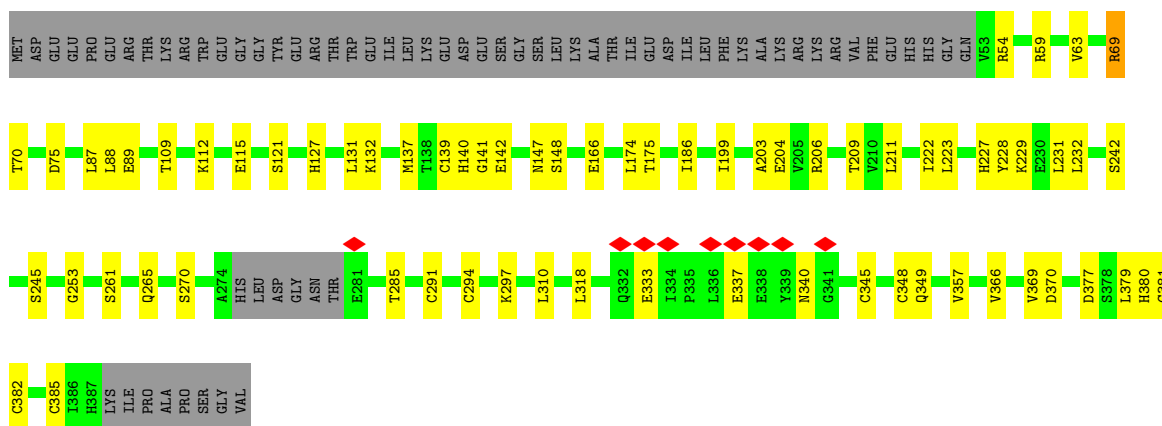 MET ASP GLU GLU PRO GLU ARG THR LYS ARG TRP GLU GLY GLY TYR GLU ARG THR TRP GLU ILE LEU LYS GLU ASP GLU SER GLY SER LEU LYS ALA THR ILE GLU ASP ILE LEU PHE LYS ALA LYS ARG LYS ARG VAL PHE GLU HIS HIS GLY GLN V53 R54 R59 V63 R69
T70 D75 L87 L88 E89 T109 K112 E115 S121 H127 L131 K132 M137 T138 C139 H140 G141 E142 N147 S148 E166 L174 T175 I186 I199 A203 E204 V205 R206 T209 V210 L211 I222 L223 H227 Y228 K229 E230 L231 L232 S242
S245 G253 S261 Q265 S270 A274 HIS LEU ASP GLY ASN THR E281 T285 C291 C294 K297 L310 L318 Q332 E333 I334 P335 L336 E337 E338 Y339 N340 G341 C345 C348 Q349 V357 V366 V369 D370 D377 S378 L379 H380
C382 C385 I386 H387 LYS ILE PRO ALA PRO SER GLY VAL